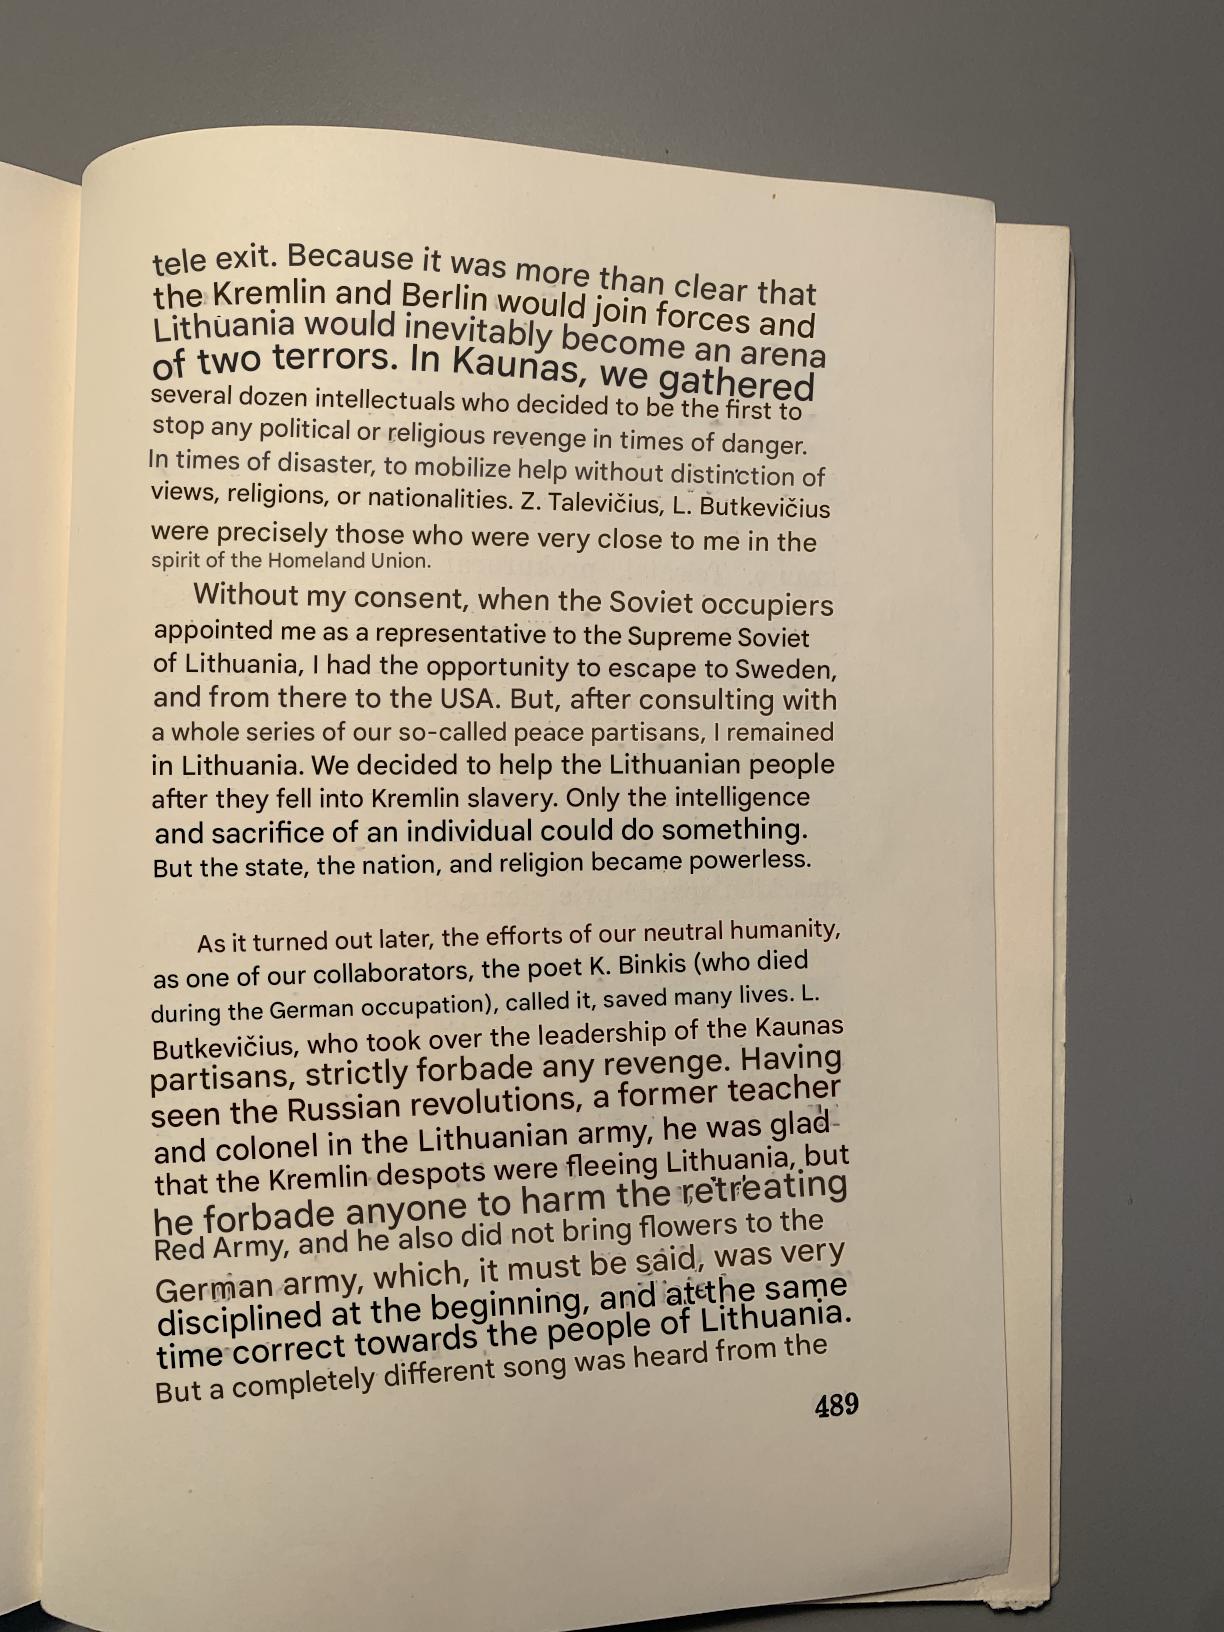 tele exit. Because it was more than clear that
the Kremlin and Berlin would join forces and
Lithuania would inevitably become an arena
of two terrors. In Kaunas, we gathered
several dozen intellectuals who decided to be the first to
stop any political or religious revenge in times of danger.
In times of disaster, to mobilize help without distinction of
views, religions, or nationalities. Z. Talevičius, L. Butkevičius
were precisely those who were very close to me in the
spirit of the Homeland Union.
Without my consent, when the Soviet occupiers
appointed me as a representative to the Supreme Soviet
of Lithuania, I had the opportunity to escape to Sweden,
and from there to the USA. But, after consulting with
a whole series of our so-called peace partisans, I remained
in Lithuania. We decided to help the Lithuanian people
after they fell into Kremlin slavery. Only the intelligence
and sacrifice of an individual could do something.
But the state, the nation, and religion became powerless.
As it turned out later, the efforts of our neutral humanity,
as one of our collaborators, the poet K. Binkis (who died
during the German occupation), called it, saved many lives. L.
Butkevičius, who took over the leadership of the Kaunas
partisans, strictly forbade any revenge. Having
seen the Russian revolutions, a former teacher
and colonel in the Lithuanian army, he was glad
that the Kremlin despots were fleeing Lithuania, but
he forbade anyone to harm the retreating
Red Army, and he also did not bring flowers to the
German army, which, it must be said, was very
disciplined at the beginning, and at the same
time correct towards the people of Lithuania.
But a completely different song was heard from the
489